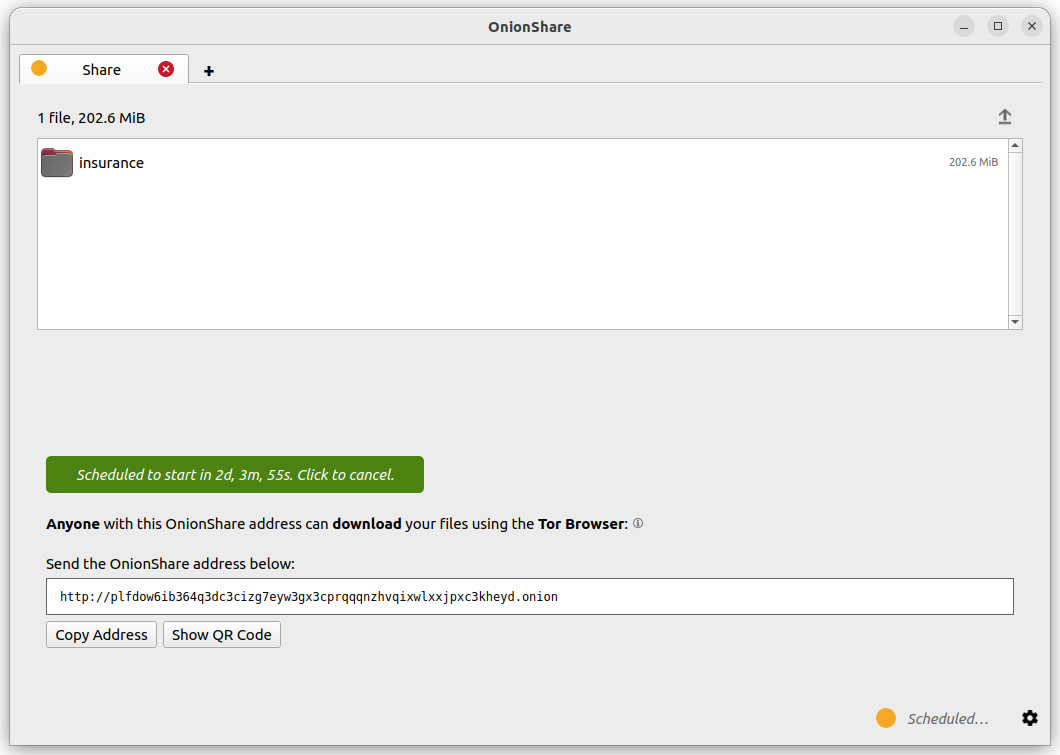 OnionShare
Share
+
1 file, 202.6 MiB
insurance 202.6 MiB
Scheduled to start in 2d, 3m, 55s. Click to cancel.
Anyone with this OnionShare address can download your files using the Tor Browser:
Send the OnionShare address below:
http://plfdow6ib364q3dc3cizg7eyw3gx3cprqqqnzhvqixwlxxjpxc3kheyd.onion
Copy Address Show QR Code
Scheduled...